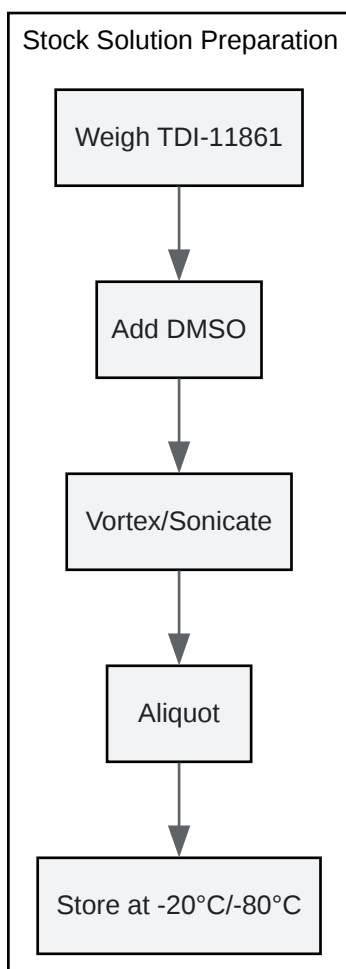 Stock Solution Preparation
Weigh TDI-11861
Add DMSO
Vortex/Sonicate
Aliquot
Store at -20°C/-80°C